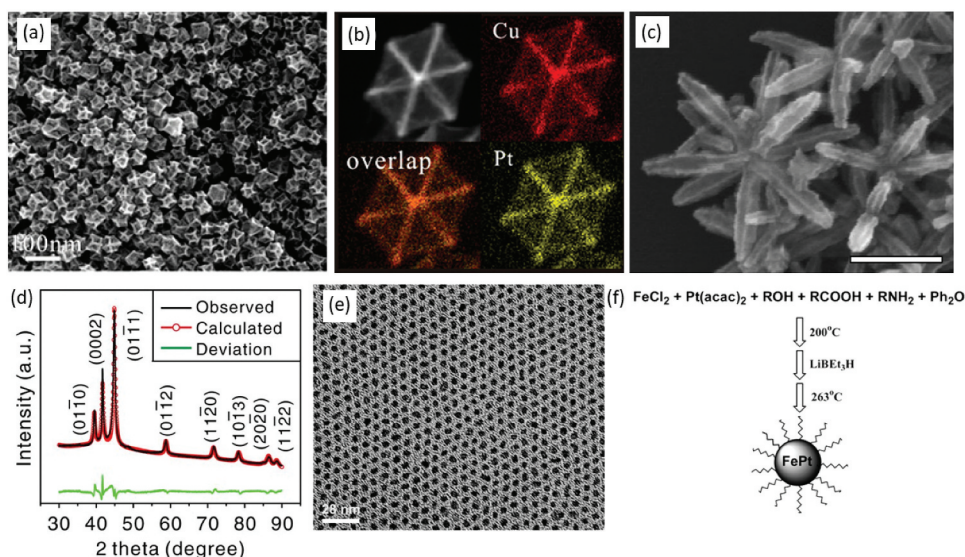 (a)
100nm
(b)
Cu
overlap
Pt
(c)
(d)
Observed
Calculated
Deviation
Intensity (a.u.)
(011̄0)
(0002)
(011̄1)
(011̄2)
(112̄0)
(101̄3)
(202̄0)
(112̄2)
30 40 50 60 70 80 90
2 theta (degree)
(e)
20 nm
(f)
FeCl₂ + Pt(acac)₂ + ROH + RCOOH + RNH₂ + Ph₂O
200°C
LiBEt₃H
263°C
FePt